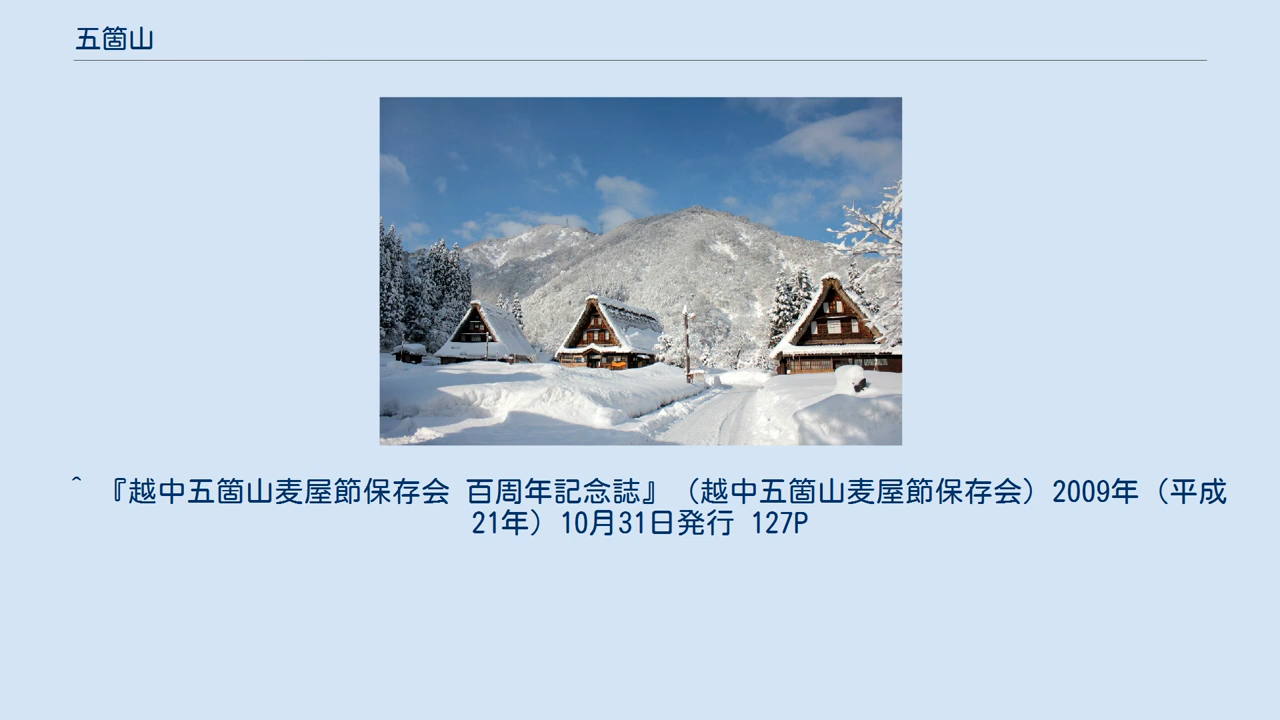 五箇山
^ 『越中五箇山麦屋節保存会 百周年記念誌』（越中五箇山麦屋節保存会）2009年（平成
21年）10月31日発行 127P